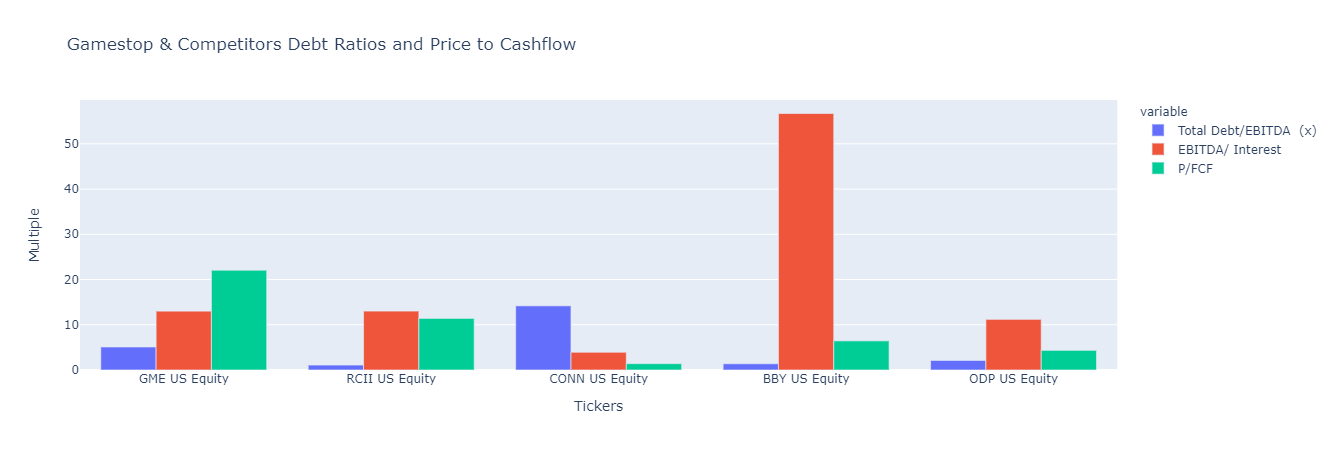 Gamestop & Competitors Debt Ratios and Price to Cashflow
variable
Total Debt/EBITDA  (x)
EBITDA/ Interest
P/FCF
Multiple
50
40
30
20
10
0
GME US Equity
RCII US Equity
CONN US Equity
BBY US Equity
ODP US Equity
Tickers